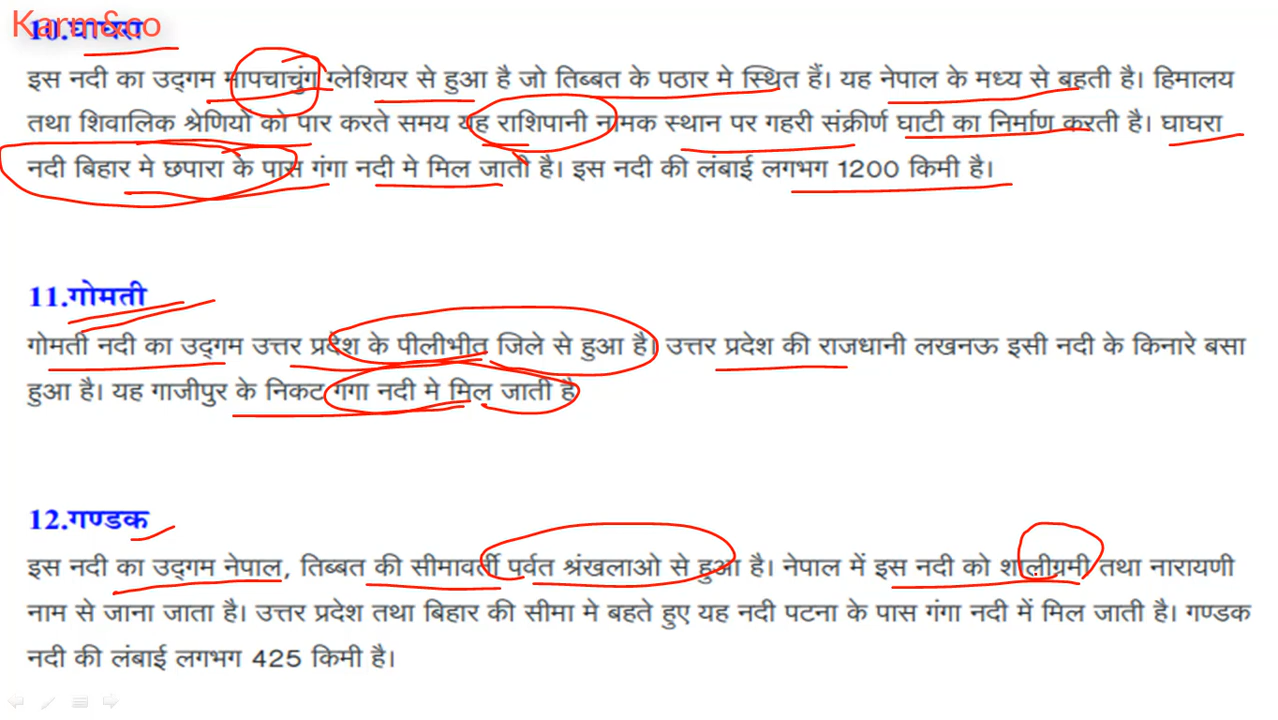 Karm&co
10.घाघरा
इस नदी का उद्गम मापचाचुंग ग्लेशियर से हुआ है जो तिब्बत के पठार मे स्थित हैं। यह नेपाल के मध्य से बहती है। हिमालय
तथा शिवालिक श्रेणियो को पार करते समय यह राशिपानी नामक स्थान पर गहरी संक्रीर्ण घाटी का निर्माण करती है। घाघरा
नदी बिहार मे छपारा के पास गंगा नदी मे मिल जाती है। इस नदी की लंबाई लगभग 1200 किमी है।
11.गोमती
गोमती नदी का उद्गम उत्तर प्रदेश के पीलीभीत जिले से हुआ है। उत्तर प्रदेश की राजधानी लखनऊ इसी नदी के किनारे बसा
हुआ है। यह गाजीपुर के निकट गंगा नदी मे मिल जाती है
12.गण्डक
इस नदी का उद्गम नेपाल, तिब्बत की सीमावर्ती पर्वत श्रंखलाओ से हुआ है। नेपाल में इस नदी को शालीग्रमी तथा नारायणी
नाम से जाना जाता है। उत्तर प्रदेश तथा बिहार की सीमा मे बहते हुए यह नदी पटना के पास गंगा नदी में मिल जाती है। गण्डक
नदी की लंबाई लगभग 425 किमी है।